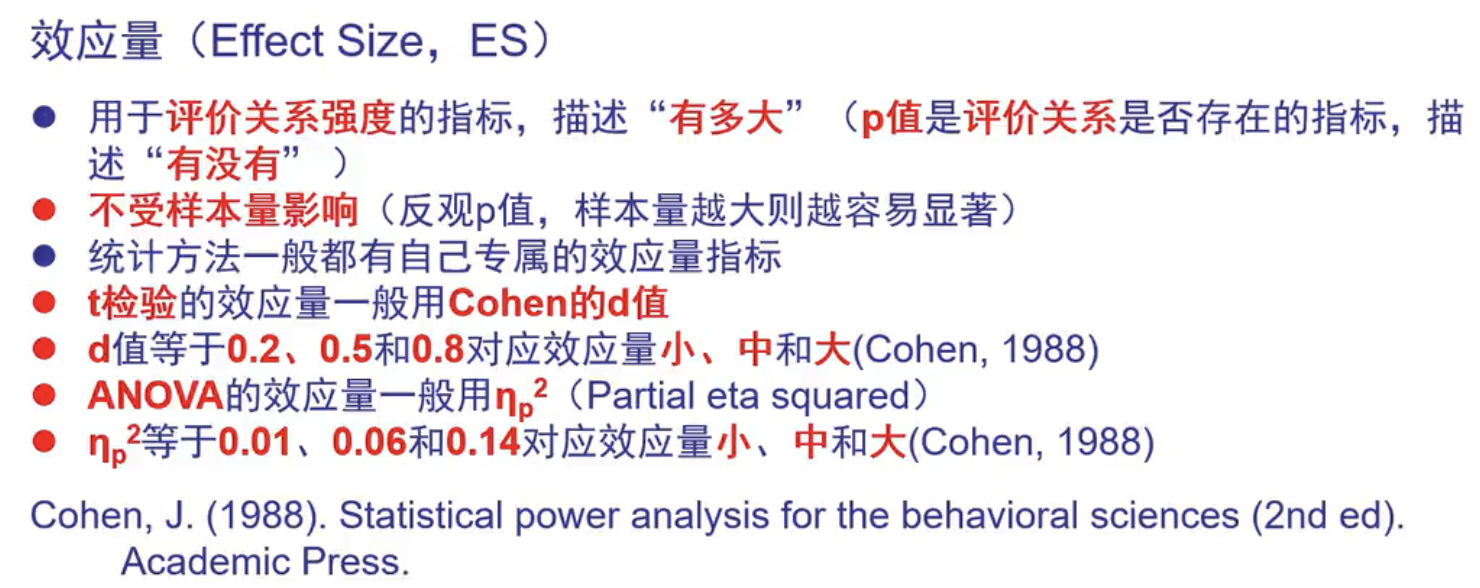 效应量（Effect Size，ES）
● 用于评价关系强度的指标，描述“有多大”（p值是评价关系是否存在的指标，描
述“有没有”）
● 不受样本量影响（反观p值，样本量越大则越容易显著）
● 统计方法一般都有自己专属的效应量指标
● t检验的效应量一般用Cohen的d值
● d值等于0.2、0.5和0.8对应效应量小、中和大(Cohen, 1988)
● ANOVA的效应量一般用ηp²（Partial eta squared）
● ηp²等于0.01、0.06和0.14对应效应量小、中和大(Cohen, 1988)
Cohen, J. (1988). Statistical power analysis for the behavioral sciences (2nd ed).
Academic Press.